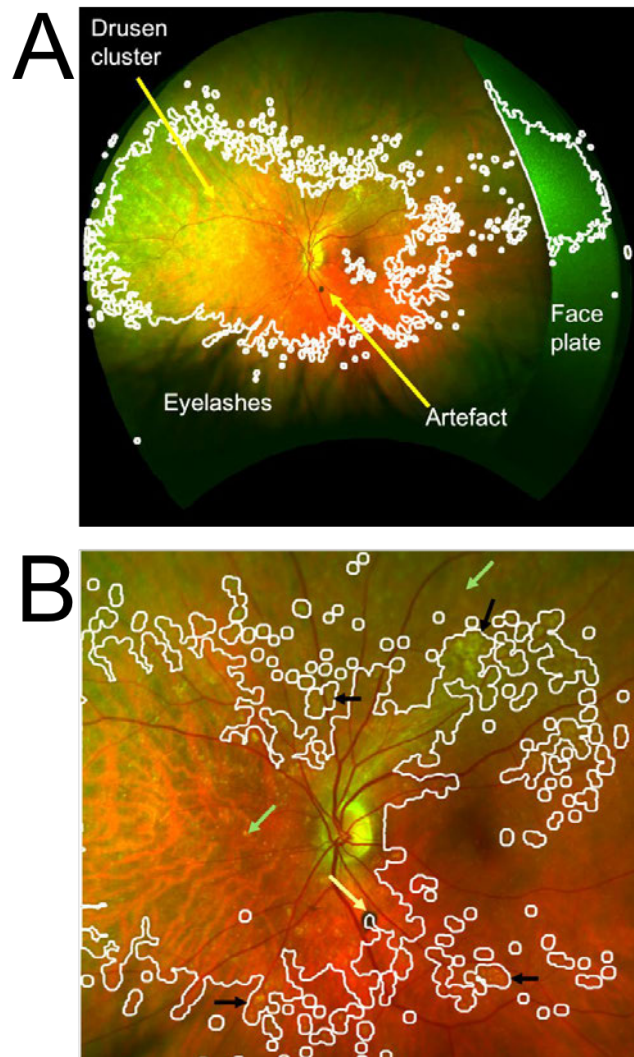 A
Drusen
cluster
Face
plate
Eyelashes
Artefact
B